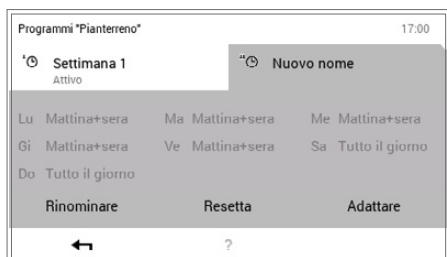 Programmi "Pianterreno" 17:00
Settimana 1 Nuovo nome
Attivo
Lu Mattina+sera Ma Mattina+sera Me Mattina+sera
Gi Mattina+sera Ve Mattina+sera Sa Tutto il giorno
Do Tutto il giorno
Rinominare Resetta Adattare
?